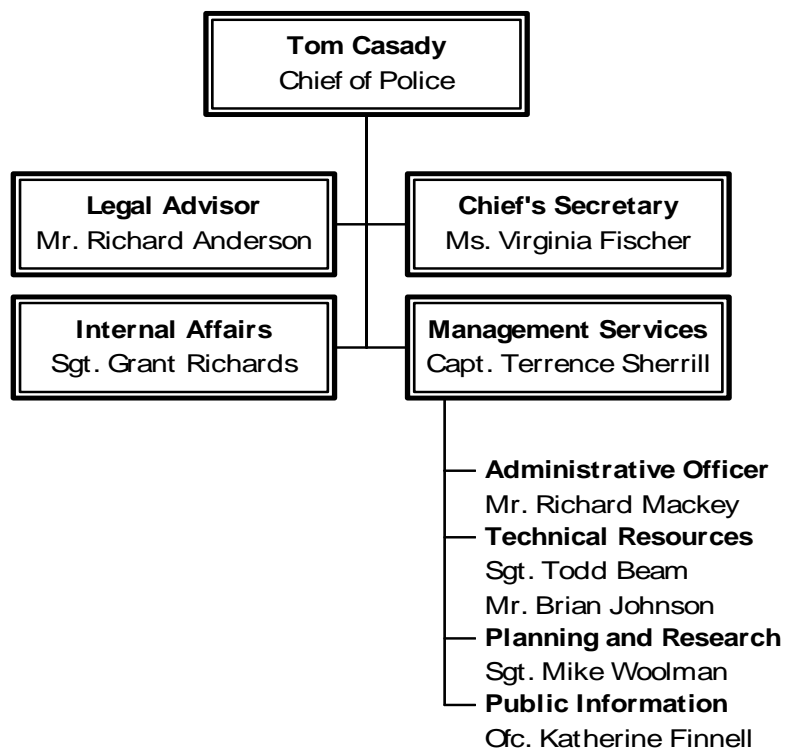 Tom Casady
Chief of Police
Legal Advisor
Mr. Richard Anderson
Chief's Secretary
Ms. Virginia Fischer
Internal Affairs
Sgt. Grant Richards
Management Services
Capt. Terrence Sherrill
Administrative Officer
Mr. Richard Mackey
Technical Resources
Sgt. Todd Beam
Mr. Brian Johnson
Planning and Research
Sgt. Mike Woolman
Public Information
Ofc. Katherine Finnell